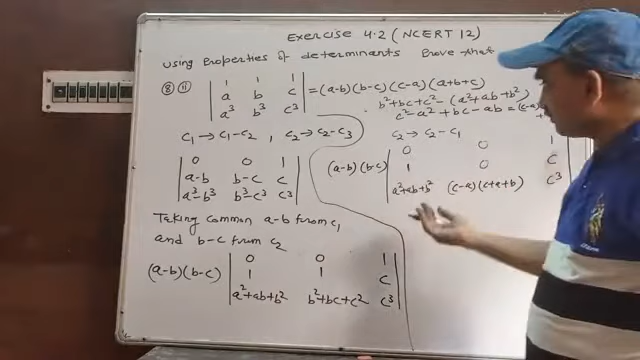 Exercise 4.2 (NCERT 12)
Using Properties of determinants Prove that
⑧ ⑪ | 1 1 1 |
| a b c | = (a-b)(b-c)(c-a)(a+b+c)
| a³ b³ c³ |
C₁ → C₁-C₂ , C₂ → C₂-C₃
| 0 0 1 |
| a-b b-c c |
| a³-b³ b³-c³ c³ |
Taking common a-b from C₁
and b-c from C₂
| 0 0 1 |
(a-b)(b-c) | 1 1 c |
| a²+ab+b² b²+bc+c² c³ |
b²+bc+c² - (a²+ab+b²)
c²-a²+bc-ab = (c-a)
C₂ → C₂-C₁
| 0 0 1
(a-b)(b-c) | 1 0 c
| a²+ab+b² (c-a)(c+a+b) c³